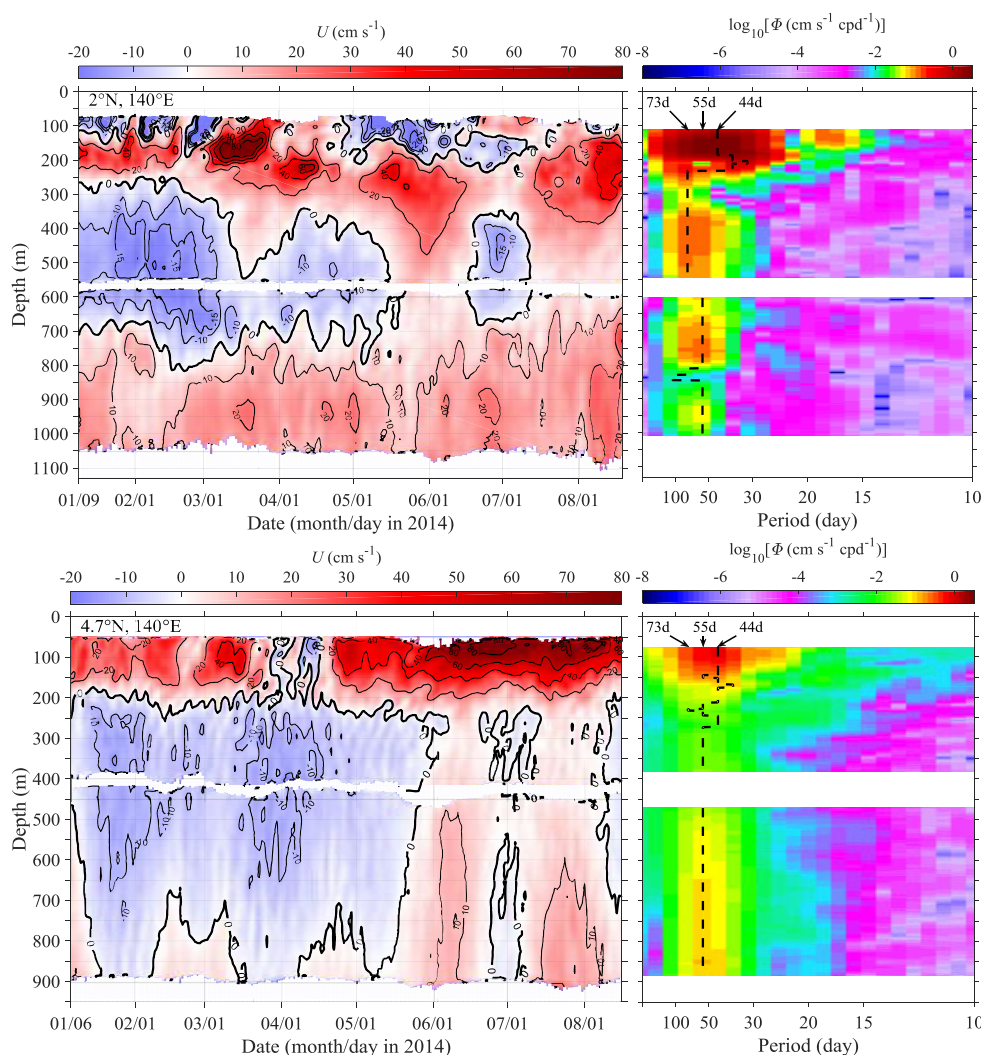 U (cm s-1)
-20 -10 0 10 20 30 40 50 60 70 80
log10[Φ (cm s-1 cpd-1)]
-8 -6 -4 -2 0
2°N, 140°E
73d 55d 44d
Depth (m)
0
100
200
300
400
500
600
700
800
900
1000
1100
01/09 02/01 03/01 04/01 05/01 06/01 07/01 08/01
Date (month/day in 2014)
100 50 30 20 15 10
Period (day)
U (cm s-1)
-20 -10 0 10 20 30 40 50 60 70 80
log10[Φ (cm s-1 cpd-1)]
-8 -6 -4 -2 0
4.7°N, 140°E
73d 55d 44d
Depth (m)
0
100
200
300
400
500
600
700
800
900
01/06 02/01 03/01 04/01 05/01 06/01 07/01 08/01
Date (month/day in 2014)
100 50 30 20 15 10
Period (day)